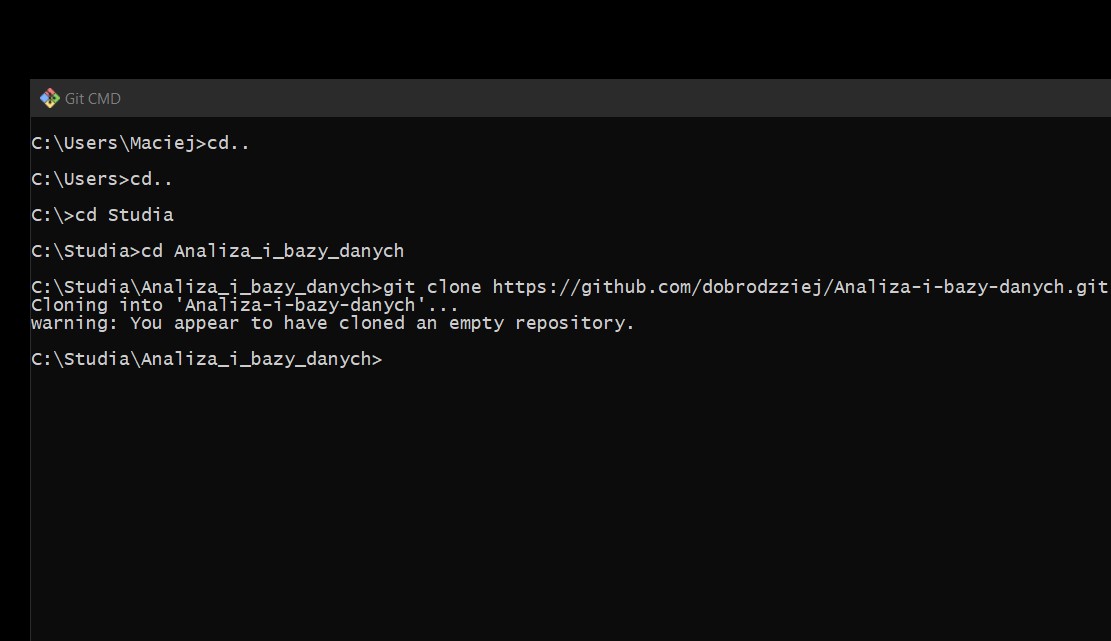 Git CMD
C:\Users\Maciej>cd..
C:\Users>cd..
C:\>cd Studia
C:\Studia>cd Analiza_i_bazy_danych
C:\Studia\Analiza_i_bazy_danych>git clone https://github.com/dobrodzziej/Analiza-i-bazy-danych.git
Cloning into 'Analiza-i-bazy-danych'...
warning: You appear to have cloned an empty repository.
C:\Studia\Analiza_i_bazy_danych>